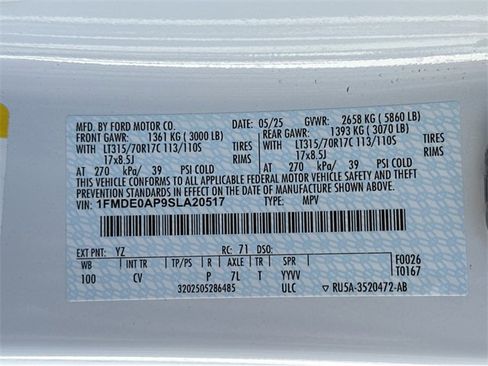 MFD. BY FORD MOTOR CO. 05/25 GVWR: 2658 KG (5860 LB)
FRONT GAWR: 1361 KG (3000 LB) REAR GAWR: 1393 KG (3070 LB)
WITH LT315/70R17C 113/110S TIRES WITH LT315/70R17C 113/110S TIRES
17x8.5J RIMS 17x8.5J RIMS
AT 270 kPa/ 39 PSI COLD AT 270 kPa/ 39 PSI COLD
THIS VEHICLE CONFORMS TO ALL APPLICABLE FEDERAL MOTOR VEHICLE SAFETY AND THEFT
PREVENTION STANDARDS IN EFFECT ON THE DATE OF MANUFACTURE SHOWN ABOVE.
1FMDE0AP9SLA20517 TYPE: MPV
EXT PNT: YZ RC: 71 DSO: F0026
WB INT TR TP/PS R AXLE TR SPR T0167
100 CV P 7L T YYVV
3202505286485 ULC ▽ RU5A-3520472-AB